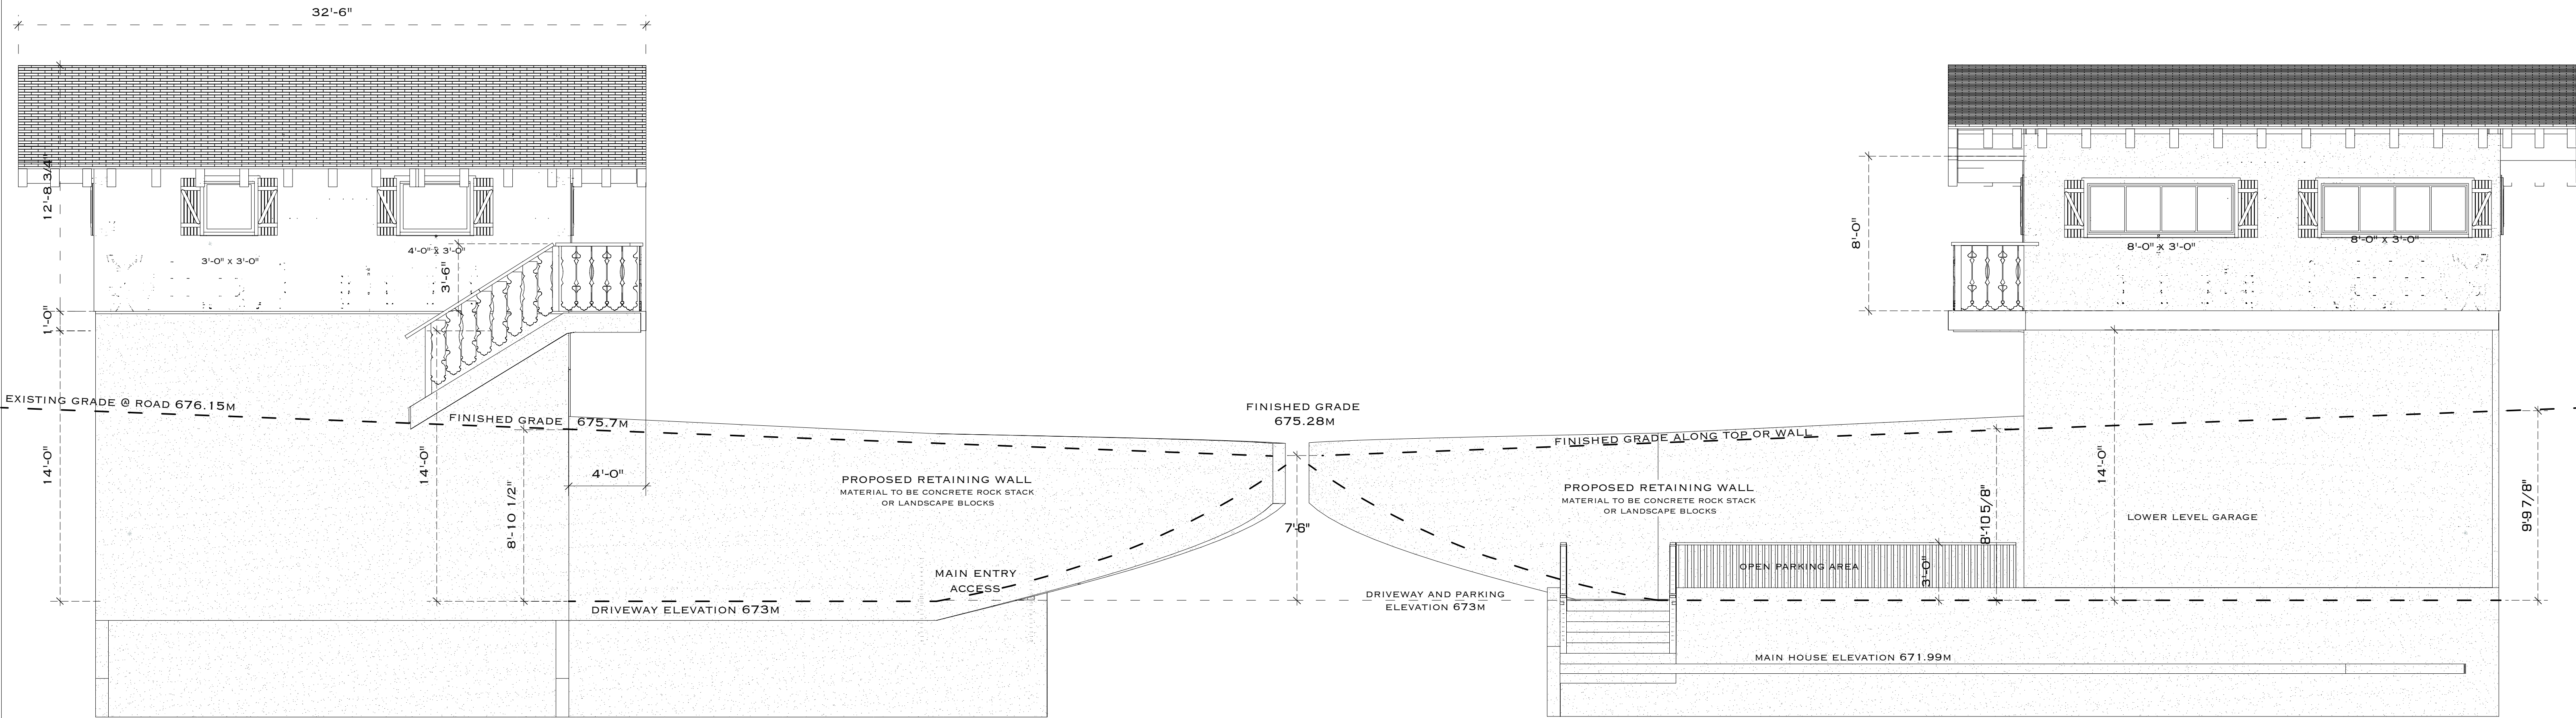 32'-6"
12'-8 3/4"
1'-0"
14'-0"
3'-0" x 3'-0"
4'-0" x 3'-0"
3'-6"
EXISTING GRADE @ ROAD 676.15M
FINISHED GRADE 675.7M
14'-0"
8'-10 1/2"
4'-0"
PROPOSED RETAINING WALL
MATERIAL TO BE CONCRETE ROCK STACK
OR LANDSCAPE BLOCKS
MAIN ENTRY
ACCESS
DRIVEWAY ELEVATION 673M
FINISHED GRADE
675.28M
7'-6"
DRIVEWAY AND PARKING
ELEVATION 673M
FINISHED GRADE ALONG TOP OR WALL
PROPOSED RETAINING WALL
MATERIAL TO BE CONCRETE ROCK STACK
OR LANDSCAPE BLOCKS
OPEN PARKING AREA
3'-0"
8'-10 5/8"
8'-0"
8'-0" x 3'-0"
8'-0" x 3'-0"
14'-0"
LOWER LEVEL GARAGE
9'-9 7/8"
MAIN HOUSE ELEVATION 671.99M